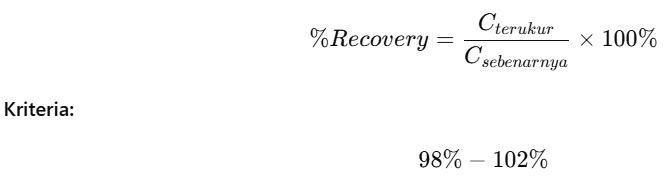 %Recovery = C_terukur / C_sebenarnya × 100%
Kriteria:
98% – 102%